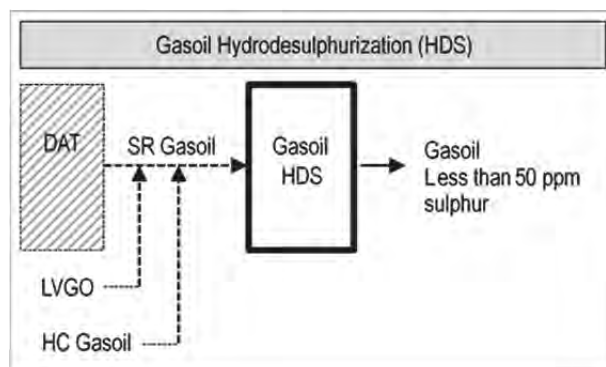 Gasoil Hydrodesulphurization (HDS)
DAT
SR Gasoil
Gasoil
HDS
Gasoil
Less than 50 ppm
sulphur
LVGO
HC Gasoil